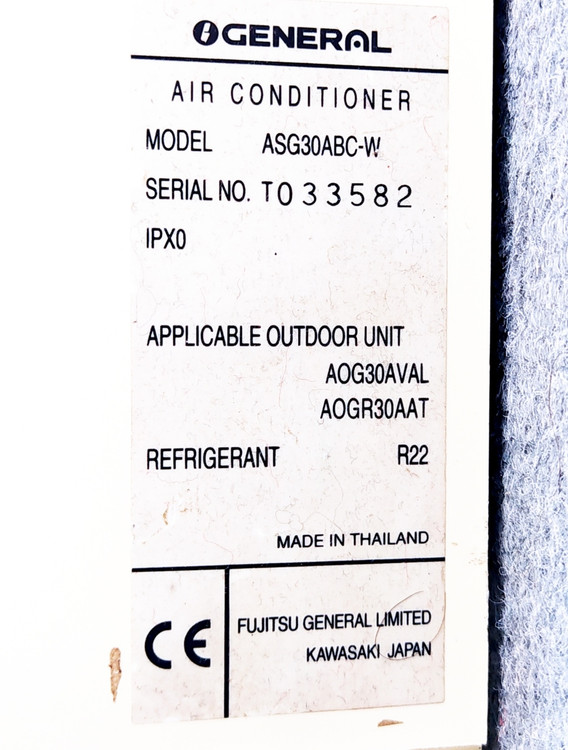 GENERAL
AIR CONDITIONER
MODEL ASG30ABC-W
SERIAL NO. T033582
IPX0
APPLICABLE OUTDOOR UNIT
AOG30AVAL
AOGR30AAT
REFRIGERANT R22
MADE IN THAILAND
CE
FUJITSU GENERAL LIMITED
KAWASAKI JAPAN